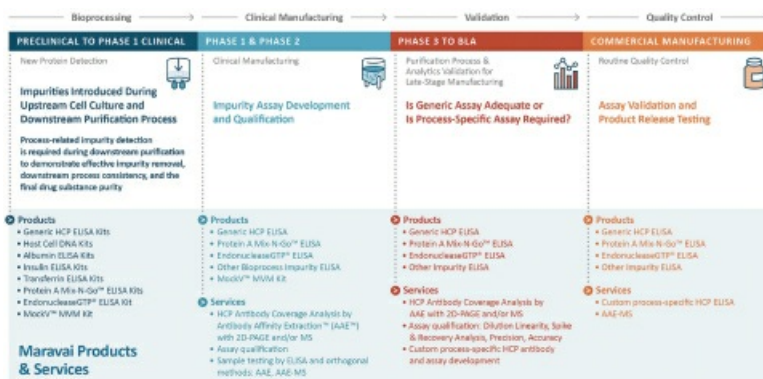 Bioprocessing
Clinical Manufacturing
Validation
Quality Control
PRECLINICAL TO PHASE 1 CLINICAL
PHASE 1 & PHASE 2
PHASE 3 TO BLA
COMMERCIAL MANUFACTURING
New Protein Detection
Impurities Introduced During
Upstream Cell Culture and
Downstream Purification Process
Process-related impurity detection
is required during downstream purification
to demonstrate effective impurity removal,
downstream process consistency, and the
final drug substance purity
Clinical Manufacturing
Impurity Assay Development
and Qualification
Purification Process &
Analytics Validation for
Late-Stage Manufacturing
Is Generic Assay Adequate or
Is Process-Specific Assay Required?
Routine Quality Control
Assay Validation and
Product Release Testing
Products
• Generic HCP ELISA Kits
• Host Cell DNA Kits
• Albumin ELISA Kits
• Insulin ELISA Kits
• Transferrin ELISA Kits
• Protein A Mix-N-Go™ ELISA Kits
• EndonucleaseGTP® ELISA Kit
• MockV™ MVM Kit
Maravai Products
& Services
Products
• Generic HCP ELISA
• Protein A Mix-N-Go™ ELISA
• EndonucleaseGTP® ELISA
• Other Bioprocess Impurity ELISA
• MockV™ MVM Kit
Services
• HCP Antibody Coverage Analysis by
Antibody Affinity Extraction™ (AAE™)
with 2D-PAGE and/or MS
• Assay qualification
• Sample testing by ELISA and orthogonal
methods: AAE, AAE-MS
Products
• Generic HCP ELISA
• Protein A Mix-N-Go™ ELISA
• EndonucleaseGTP® ELISA
• Other Impurity ELISA
Services
• HCP Antibody Coverage Analysis by
AAE with 2D-PAGE and/or MS
• Assay qualification: Dilution Linearity, Spike
& Recovery Analysis, Precision, Accuracy
• Custom process-specific HCP antibody
and assay development
Products
• Generic HCP ELISA
• Protein A Mix-N-Go™ ELISA
• EndonucleaseGTP® ELISA
• Other Impurity ELISA
Services
• Custom process-specific HCP ELISA
• AAE-MS